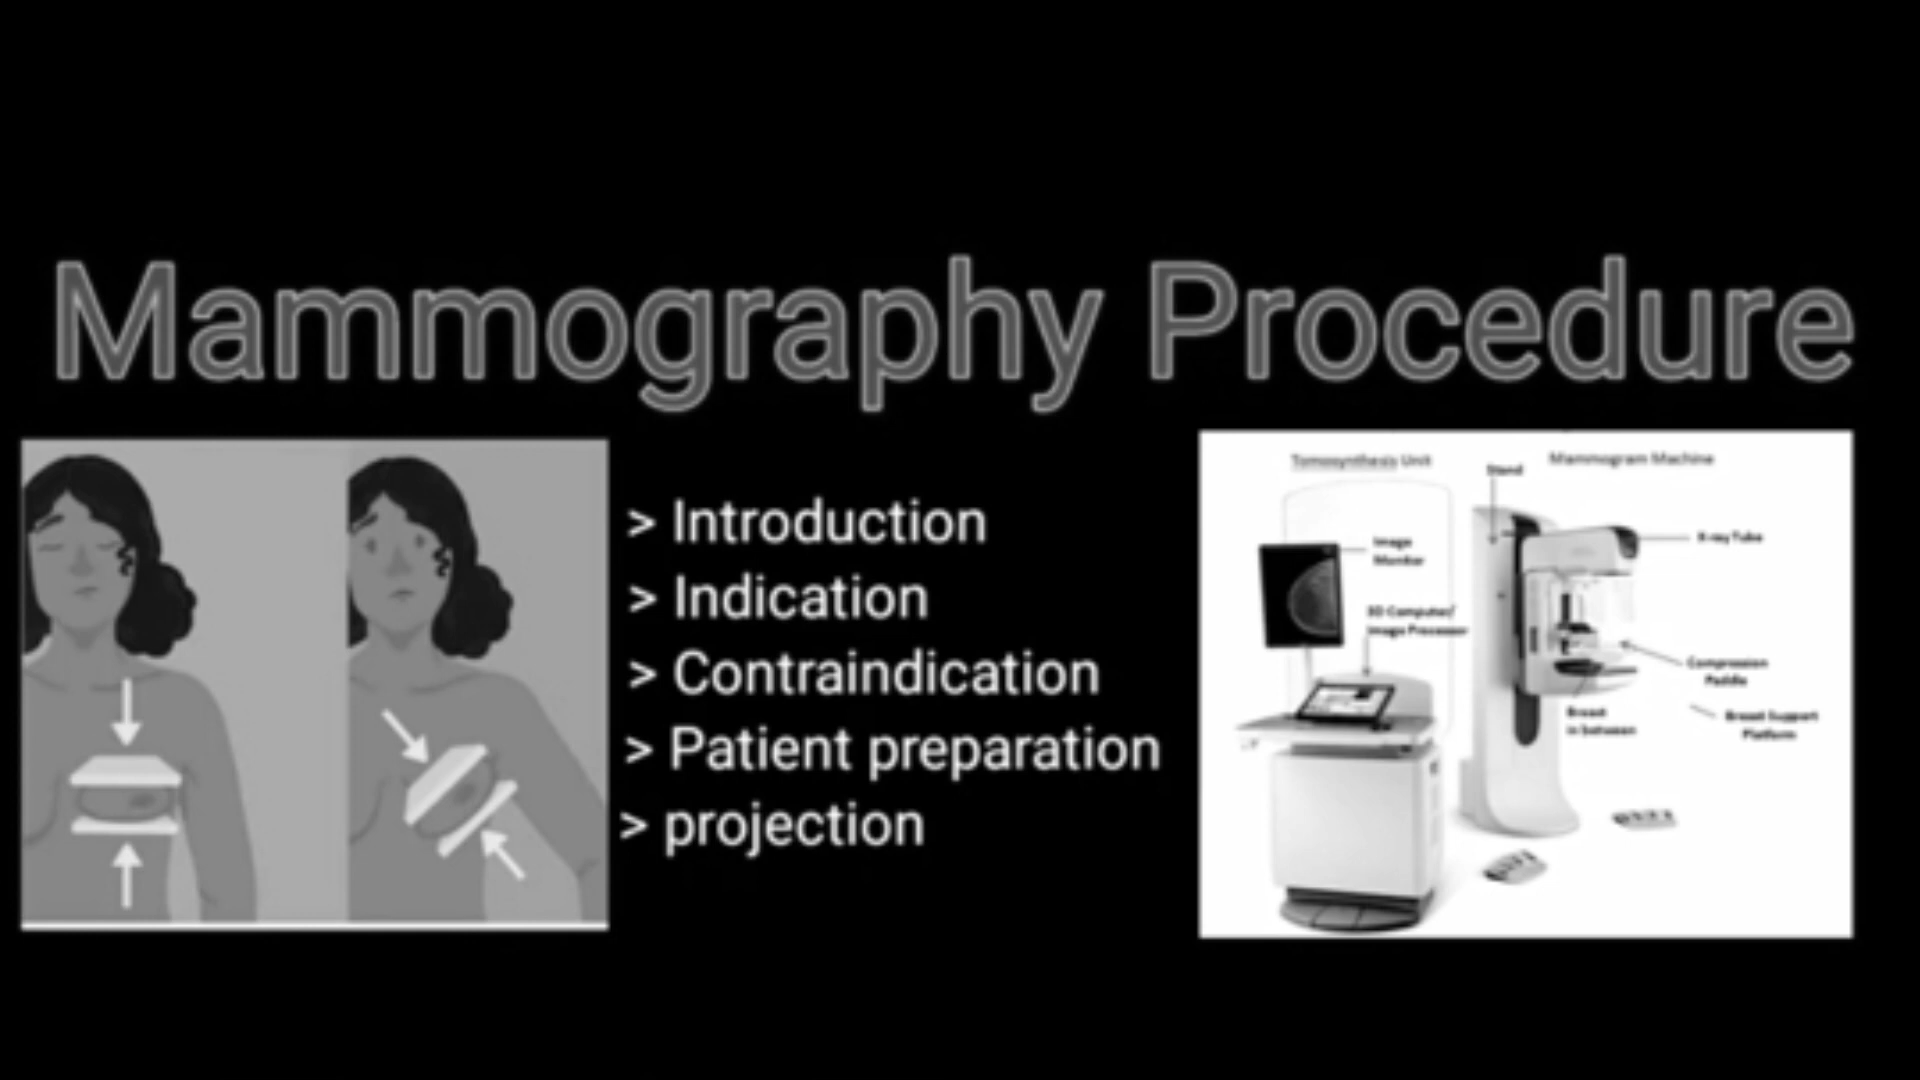 Mammography Procedure
> Introduction
> Indication
> Contraindication
> Patient preparation
> projection
Tomosynthesis Unit
Mammogram Machine
Stand
X-ray Tube
Image
Monitor
3D Computer/
Image Processor
Compression
Paddle
Breast
in between
Breast Support
Platform